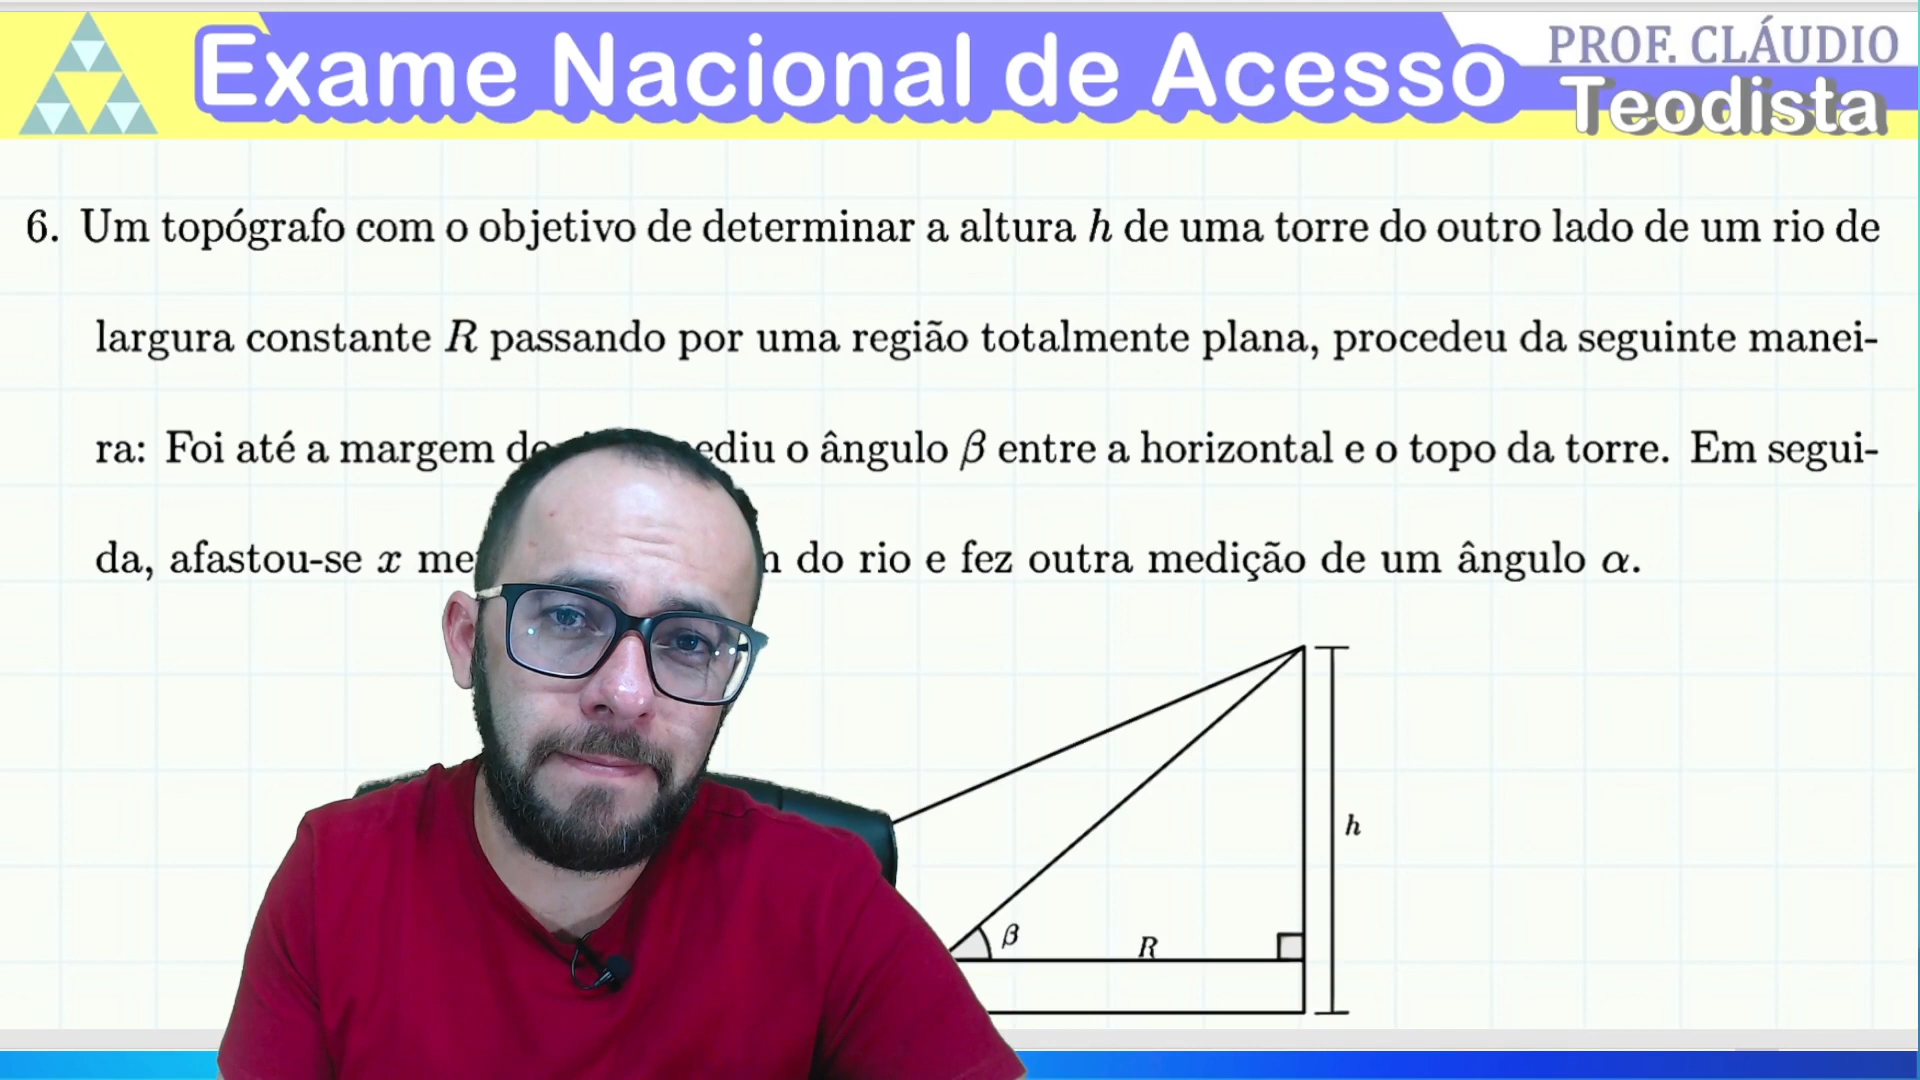 Exame Nacional de Acesso
PROF. CLÁUDIO
Teodista
6. Um topógrafo com o objetivo de determinar a altura h de uma torre do outro lado de um rio de
largura constante R passando por uma região totalmente plana, procedeu da seguinte manei-
ra: Foi até a margem o ângulo β entre a horizontal e o topo da torre. Em segui-
da, afastou-se x do rio e fez outra medição de um ângulo α.
h
β
R